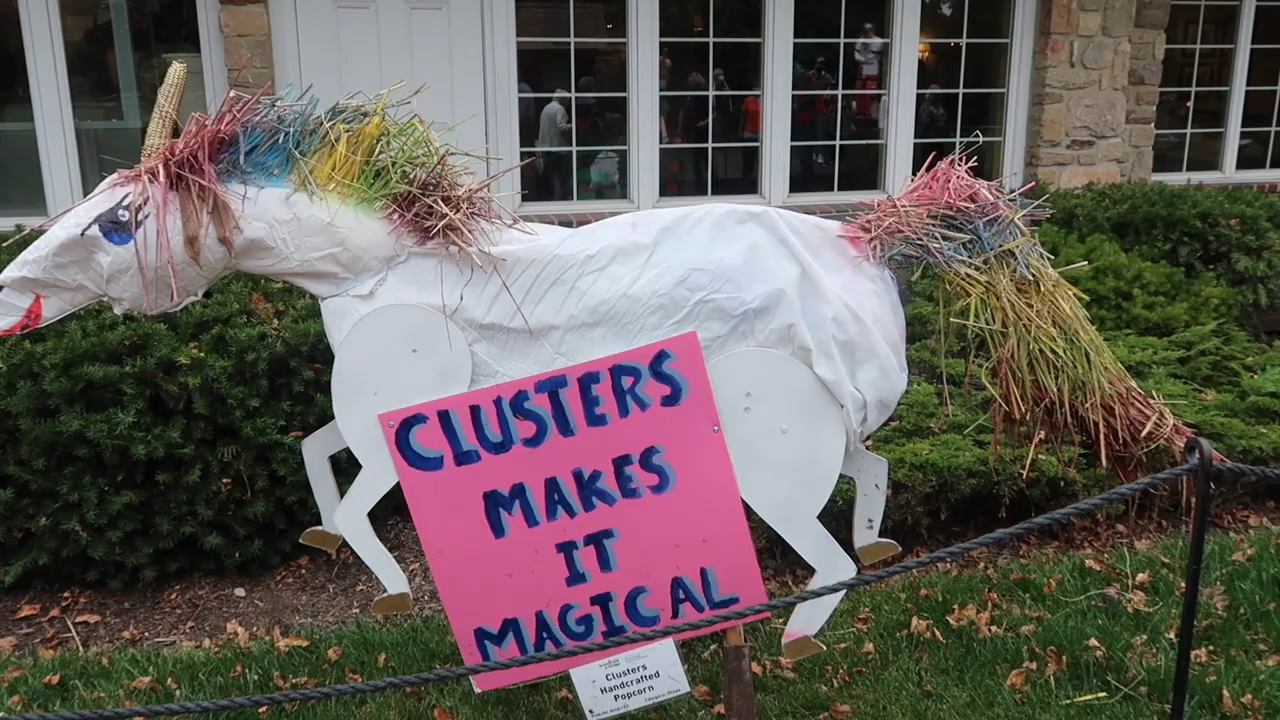 CLUSTERS
MAKES
IT
MAGICAL
Clusters
Handcrafted
Popcorn